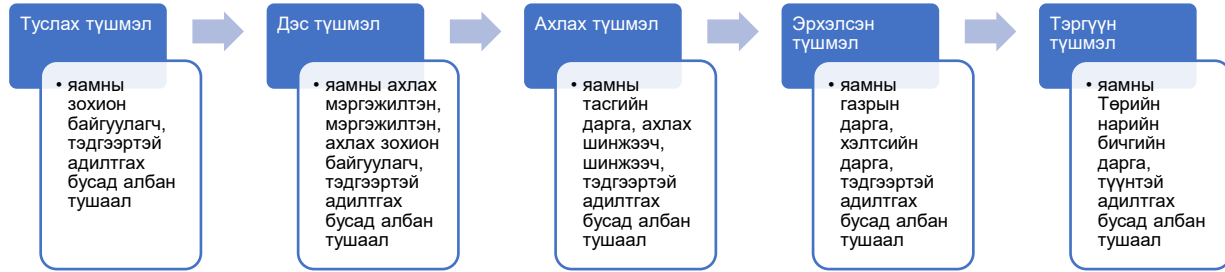 Туслах түшмэл
• яамны
зохион
байгуулагч,
тэдгээртэй
адилтгах
бусад албан
тушаал
Дэс түшмэл
• яамны ахлах
мэргэжилтэн,
мэргэжилтэн,
ахлах зохион
байгуулагч,
тэдгээртэй
адилтгах
бусад албан
тушаал
Ахлах түшмэл
• яамны
тасгийн
дарга, ахлах
шинжээч,
шинжээч,
тэдгээртэй
адилтгах
бусад албан
тушаал
Эрхэлсэн
түшмэл
• яамны
газрын
дарга,
хэлтсийн
дарга,
тэдгээртэй
адилтгах
бусад албан
тушаал
Тэргүүн
түшмэл
• яамны
Төрийн
нарийн
бичгийн
дарга,
түүнтэй
адилтгах
бусад албан
тушаал